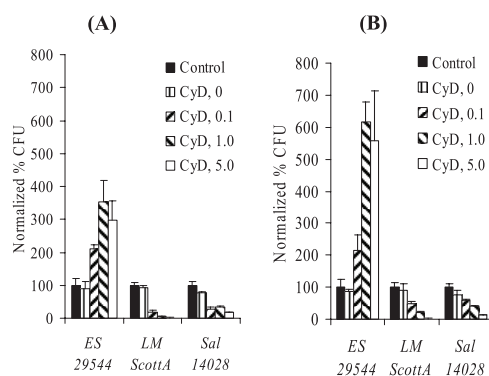 (A)
800
700
600
500
400
300
200
100
0
Normalized % CFU
Control
CyD, 0
CyD, 0.1
CyD, 1.0
CyD, 5.0
ES
29544
LM
ScottA
Sal
14028
(B)
800
700
600
500
400
300
200
100
0
Normalized % CFU
Control
CyD, 0
CyD, 0.1
CyD, 1.0
CyD, 5.0
ES
29544
LM
ScottA
Sal
14028